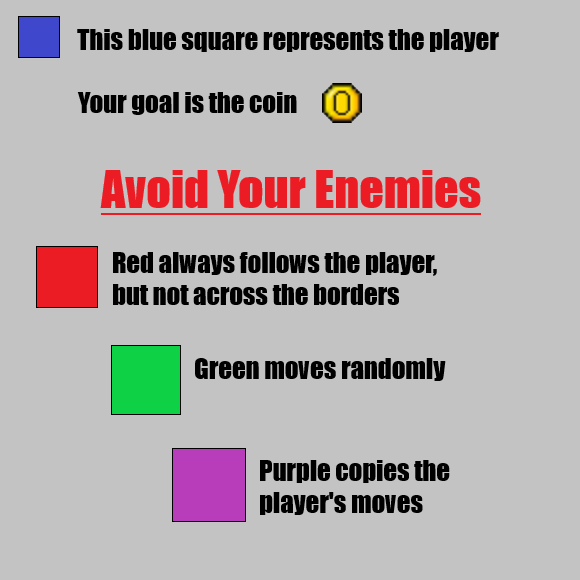 This blue square represents the player
Your goal is the coin
Avoid Your Enemies
Red always follows the player,
but not across the borders
Green moves randomly
Purple copies the
player's moves